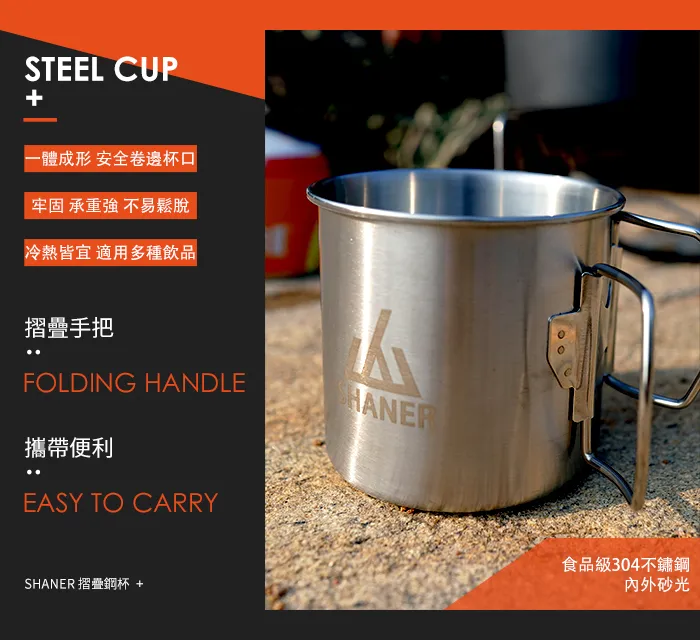 STEEL CUP
+
一體成形 安全卷邊杯口
牢固 承重強 不易鬆脫
冷熱皆宜 適用多種飲品
摺疊手把
FOLDING HANDLE
攜帶便利
EASY TO CARRY
SHANER 摺疊鋼杯 +
SHANER
食品級304不鏽鋼
內外砂光